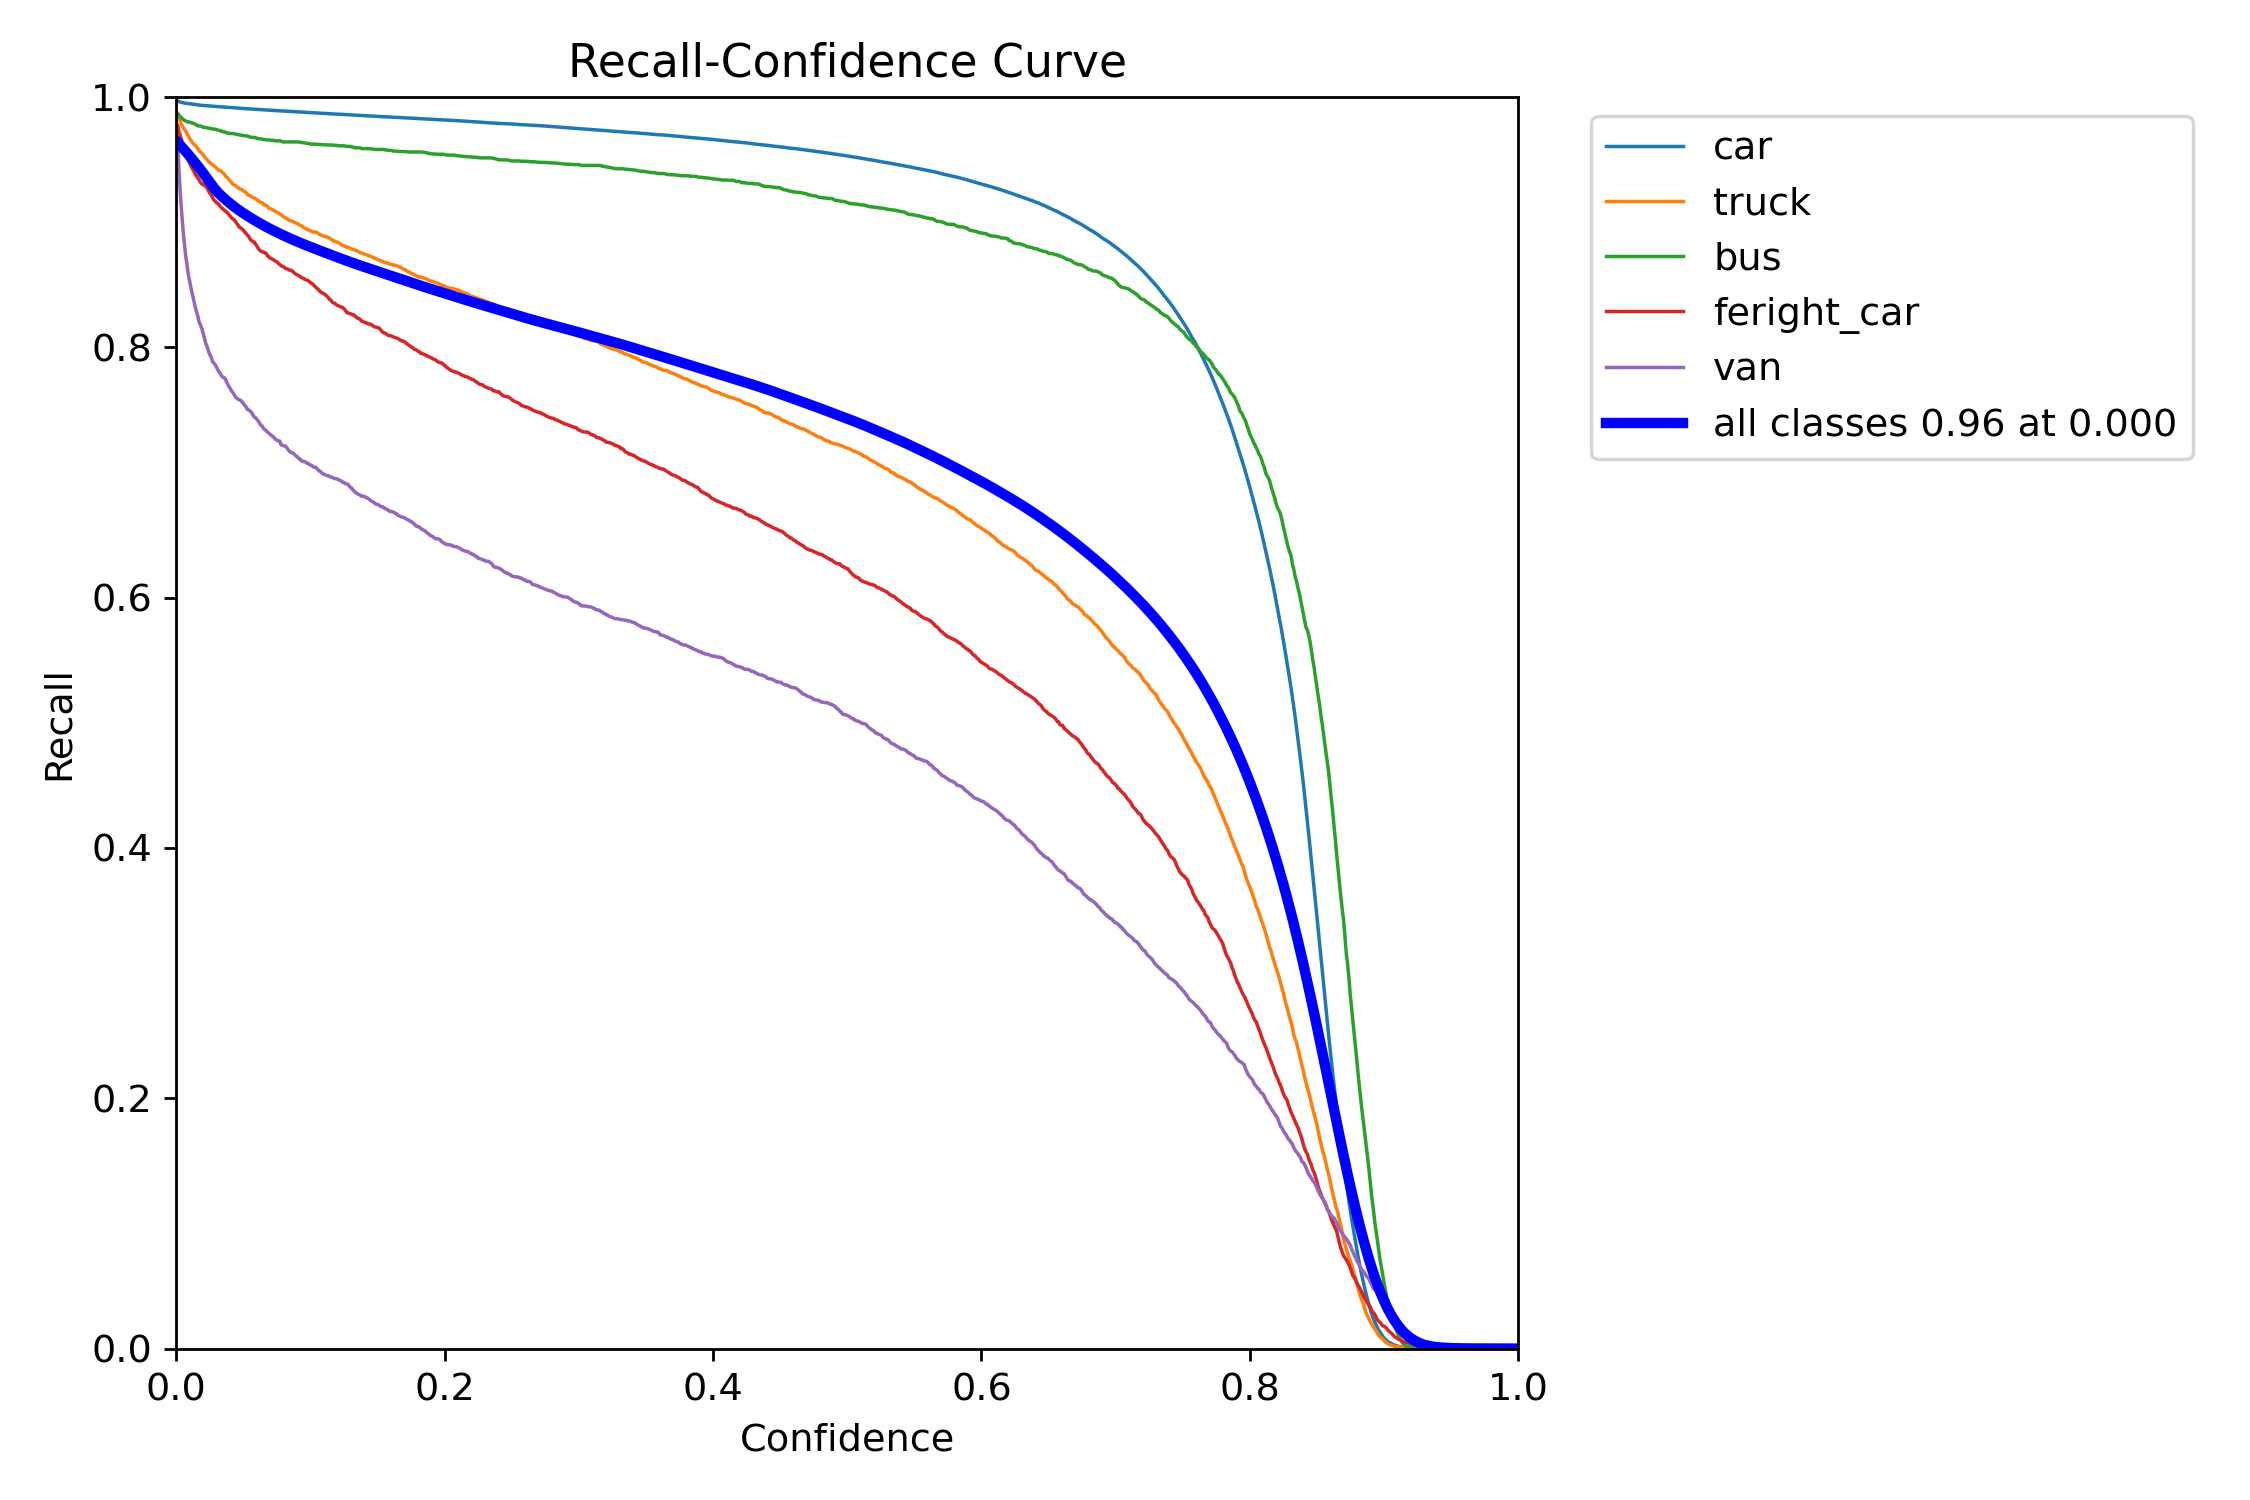 Recall-Confidence Curve
1.0
0.8
0.6
0.4
0.2
0.0
Recall
0.0 0.2 0.4 0.6 0.8 1.0
Confidence
car
truck
bus
feright_car
van
all classes 0.96 at 0.000